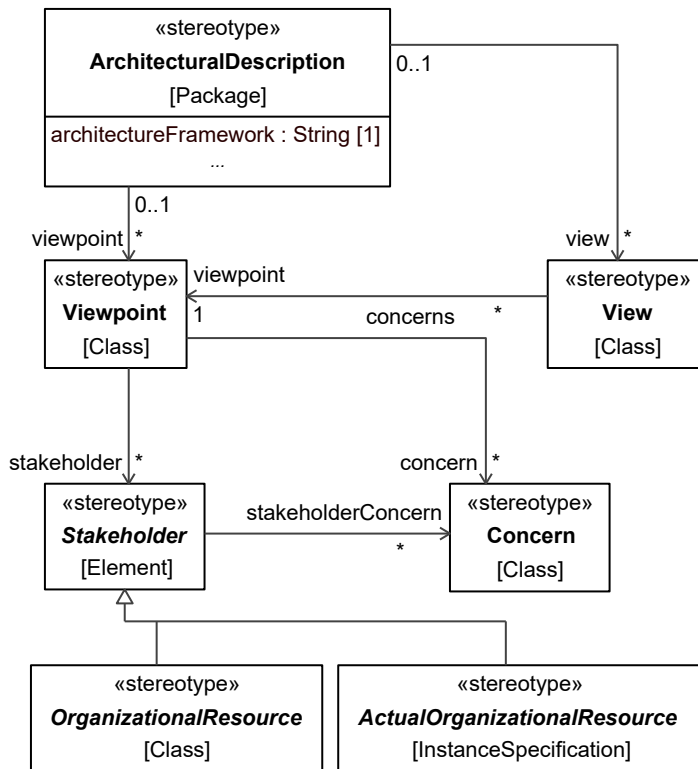 «stereotype»
ArchitecturalDescription
[Package]
architectureFramework : String [1]
...
0..1
0..1
viewpoint
*
view
*
«stereotype»
Viewpoint
[Class]
viewpoint
1
*
concerns
«stereotype»
View
[Class]
stakeholder
*
concern
*
«stereotype»
Stakeholder
[Element]
stakeholderConcern
*
«stereotype»
Concern
[Class]
«stereotype»
OrganizationalResource
[Class]
«stereotype»
ActualOrganizationalResource
[InstanceSpecification]